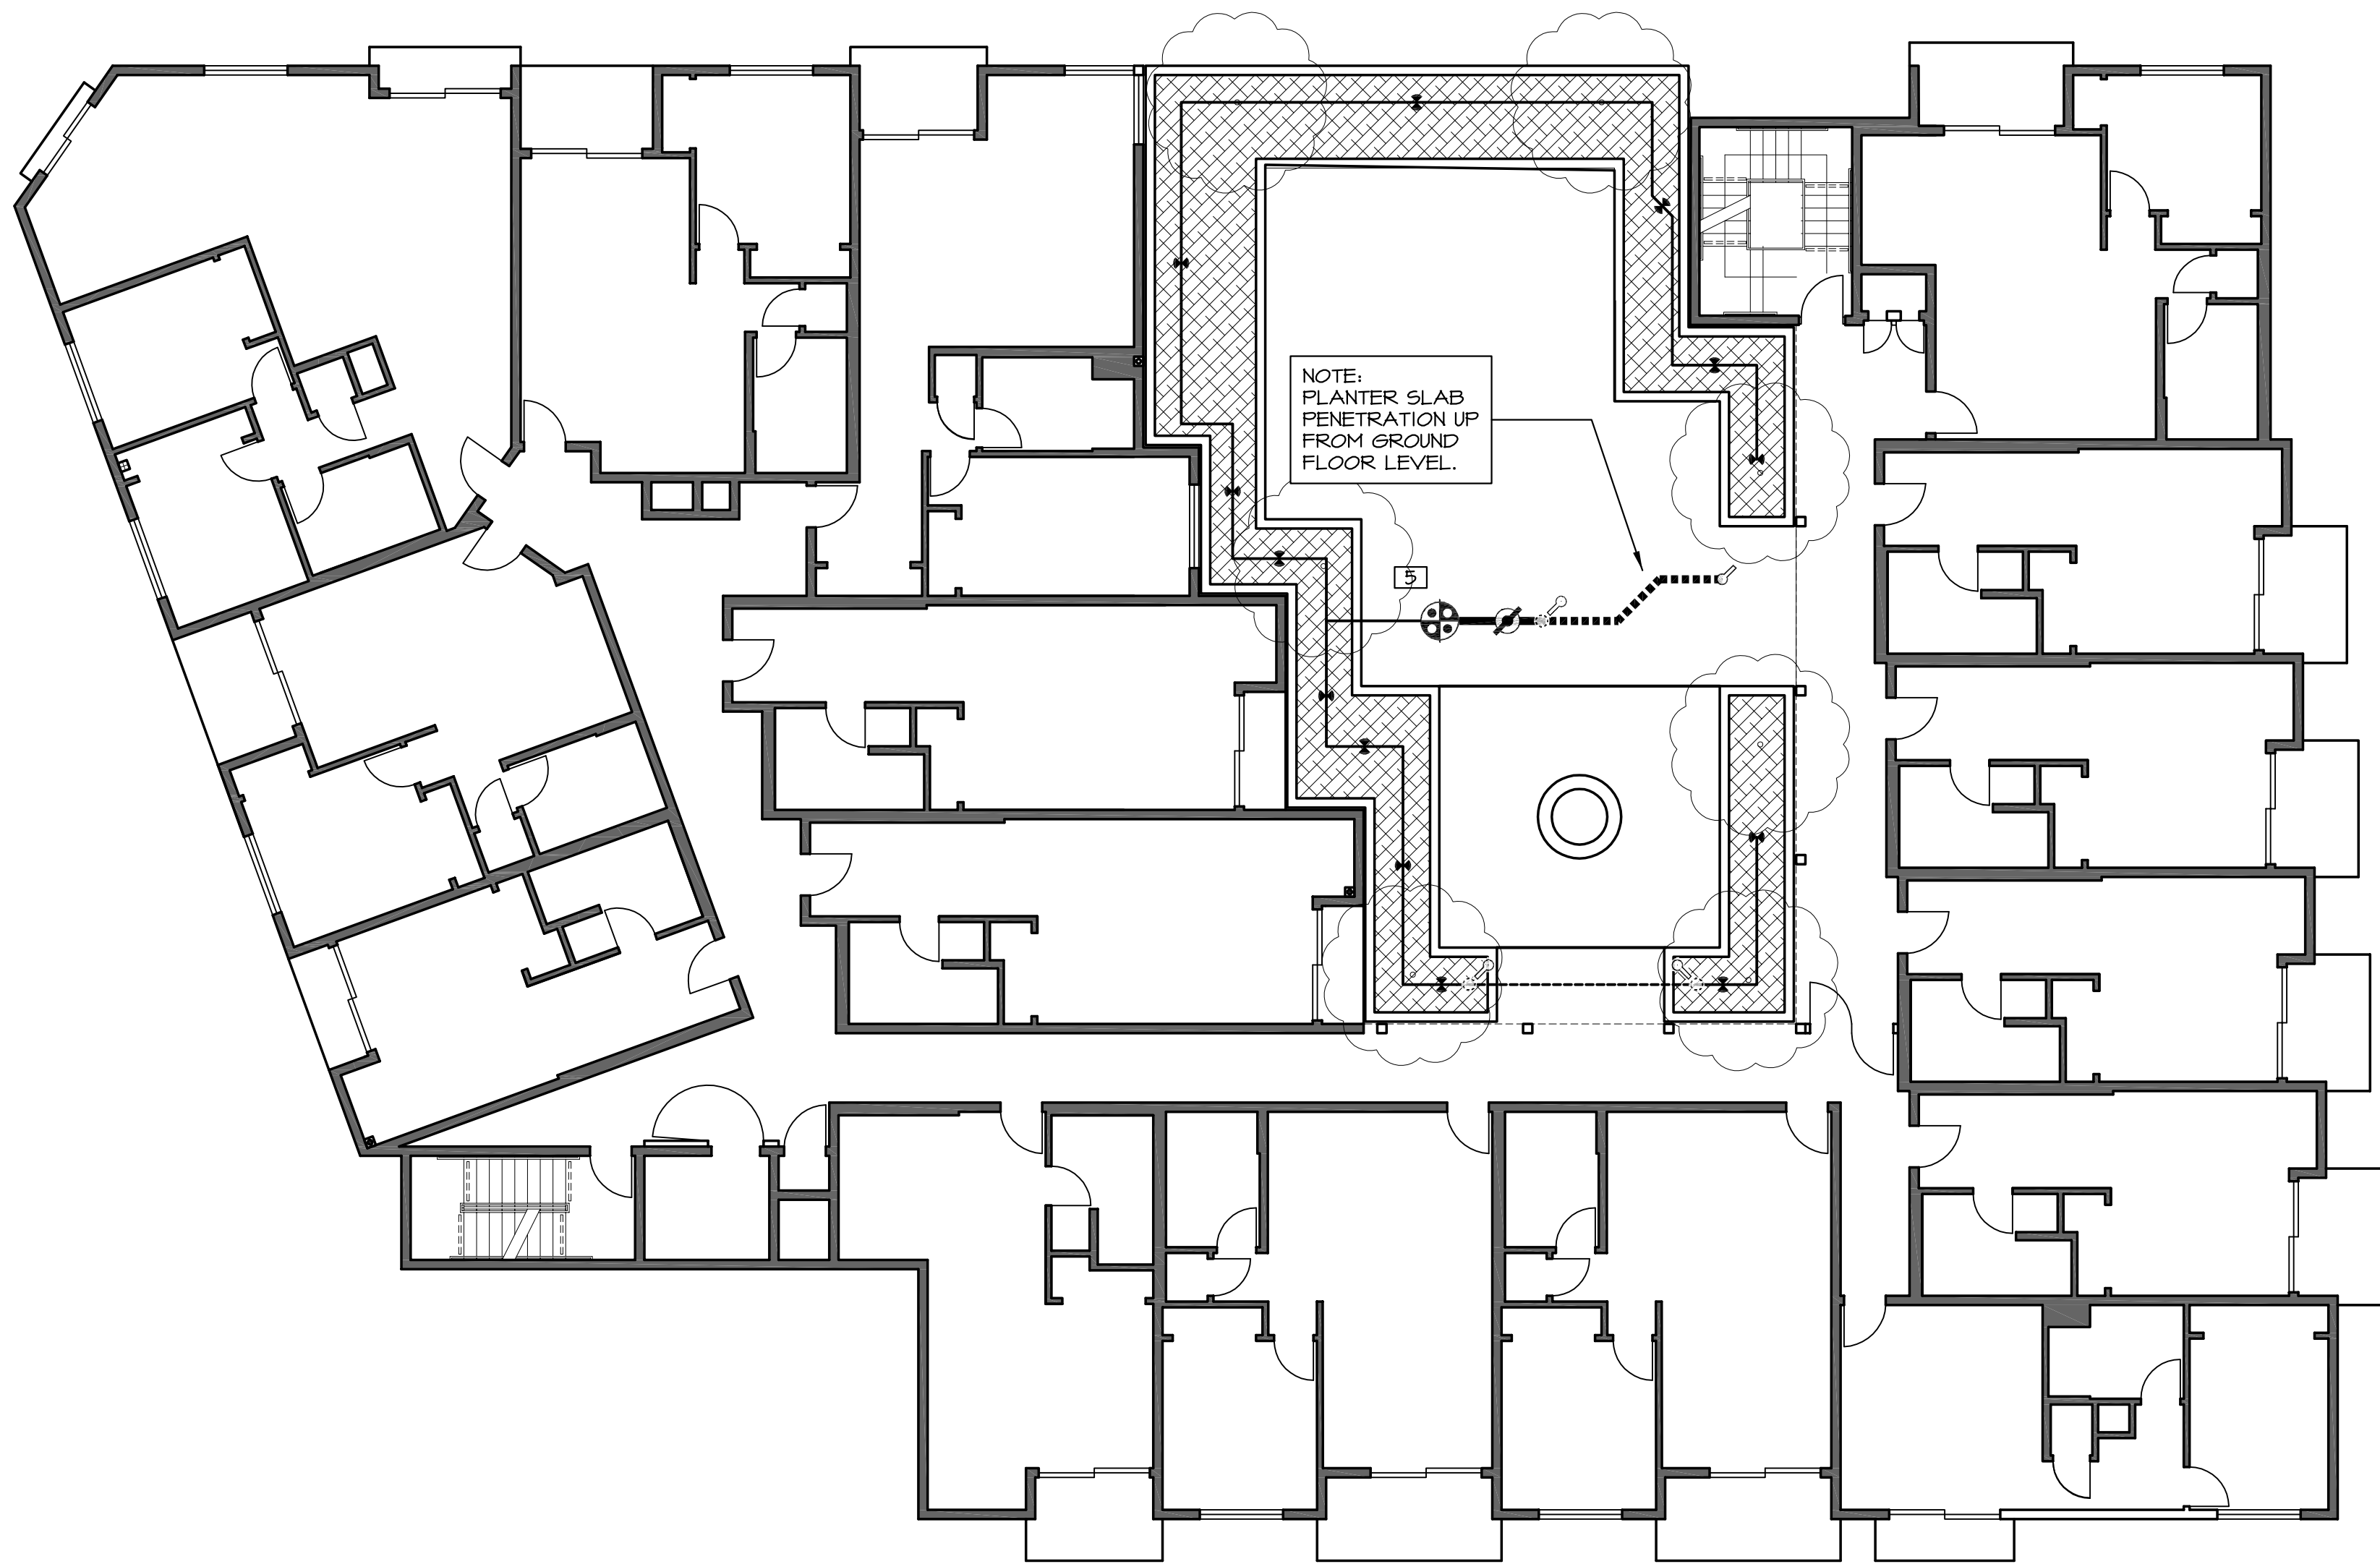 NOTE:
PLANTER SLAB
PENETRATION UP
FROM GROUND
FLOOR LEVEL.
5